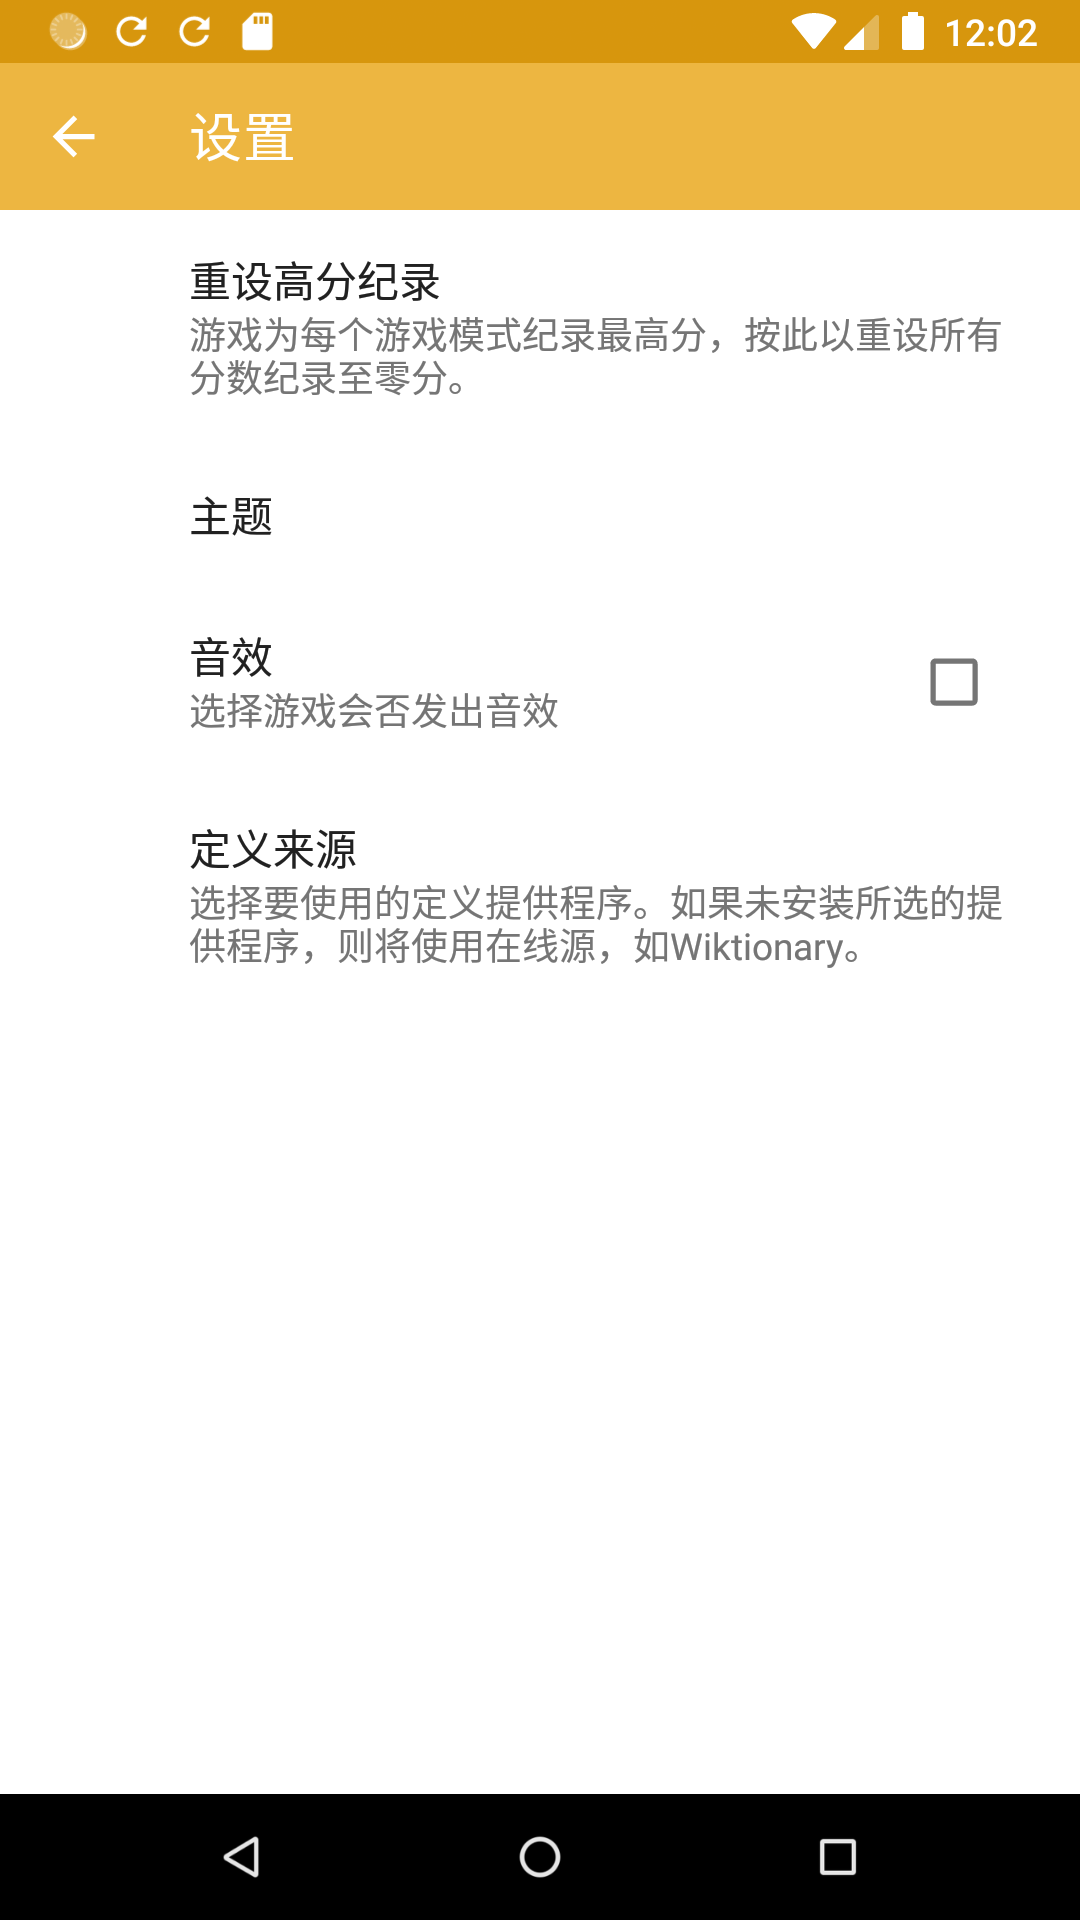 12:02
设置
重设高分纪录
游戏为每个游戏模式纪录最高分，按此以重设所有
分数纪录至零分。
主题
音效
选择游戏会否发出音效
定义来源
选择要使用的定义提供程序。如果未安装所选的提
供程序，则将使用在线源，如Wiktionary。